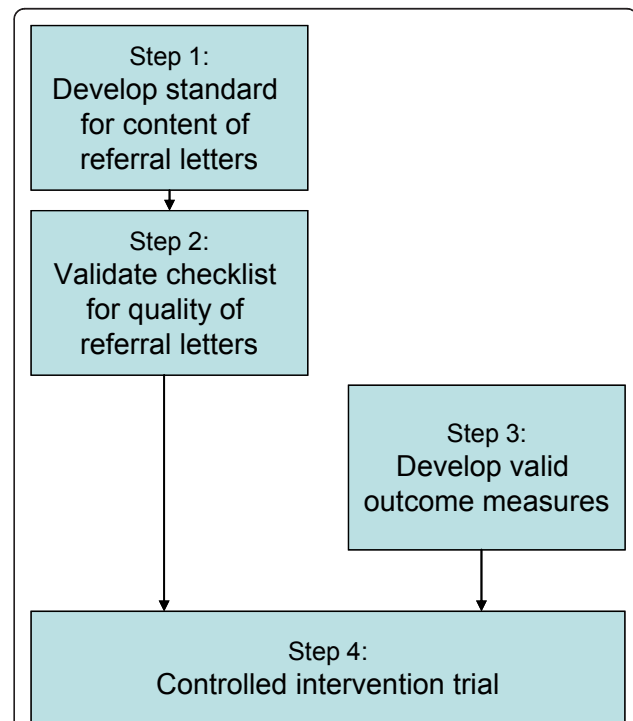 Step 1:
Develop standard
for content of
referral letters
Step 2:
Validate checklist
for quality of
referral letters
Step 3:
Develop valid
outcome measures
Step 4:
Controlled intervention trial